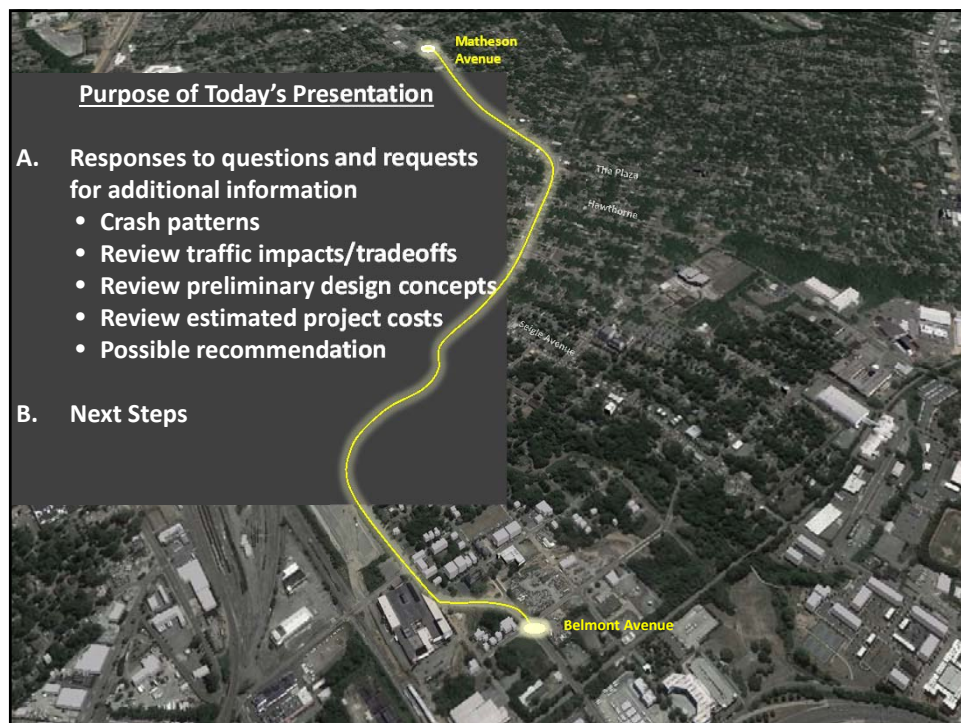 Matheson
Avenue
Purpose of Today's Presentation
A. Responses to questions and requests
for additional information
• Crash patterns
• Review traffic impacts/tradeoffs
• Review preliminary design concepts
• Review estimated project costs
• Possible recommendation
B. Next Steps
The Plaza
Hawthorne
Seigle Avenue
Belmont Avenue